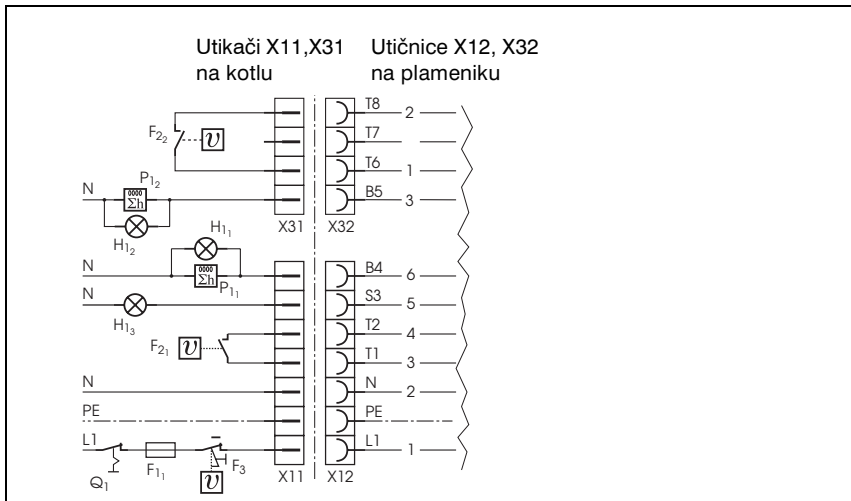 Utikači X11,X31 Utičnice X12, X32
na kotlu na plameniku
T8 2
F22 υ T7
T6 1
P12
N 0000 Σh B5 3
H12 X31 X32
H11
N 0000 Σh P11 B4 6
N S3 5
H13
T2 4
F21 υ T1 3
N N 2
PE PE
L1 L1 1
Q1 F11 υ F3 X11 X12